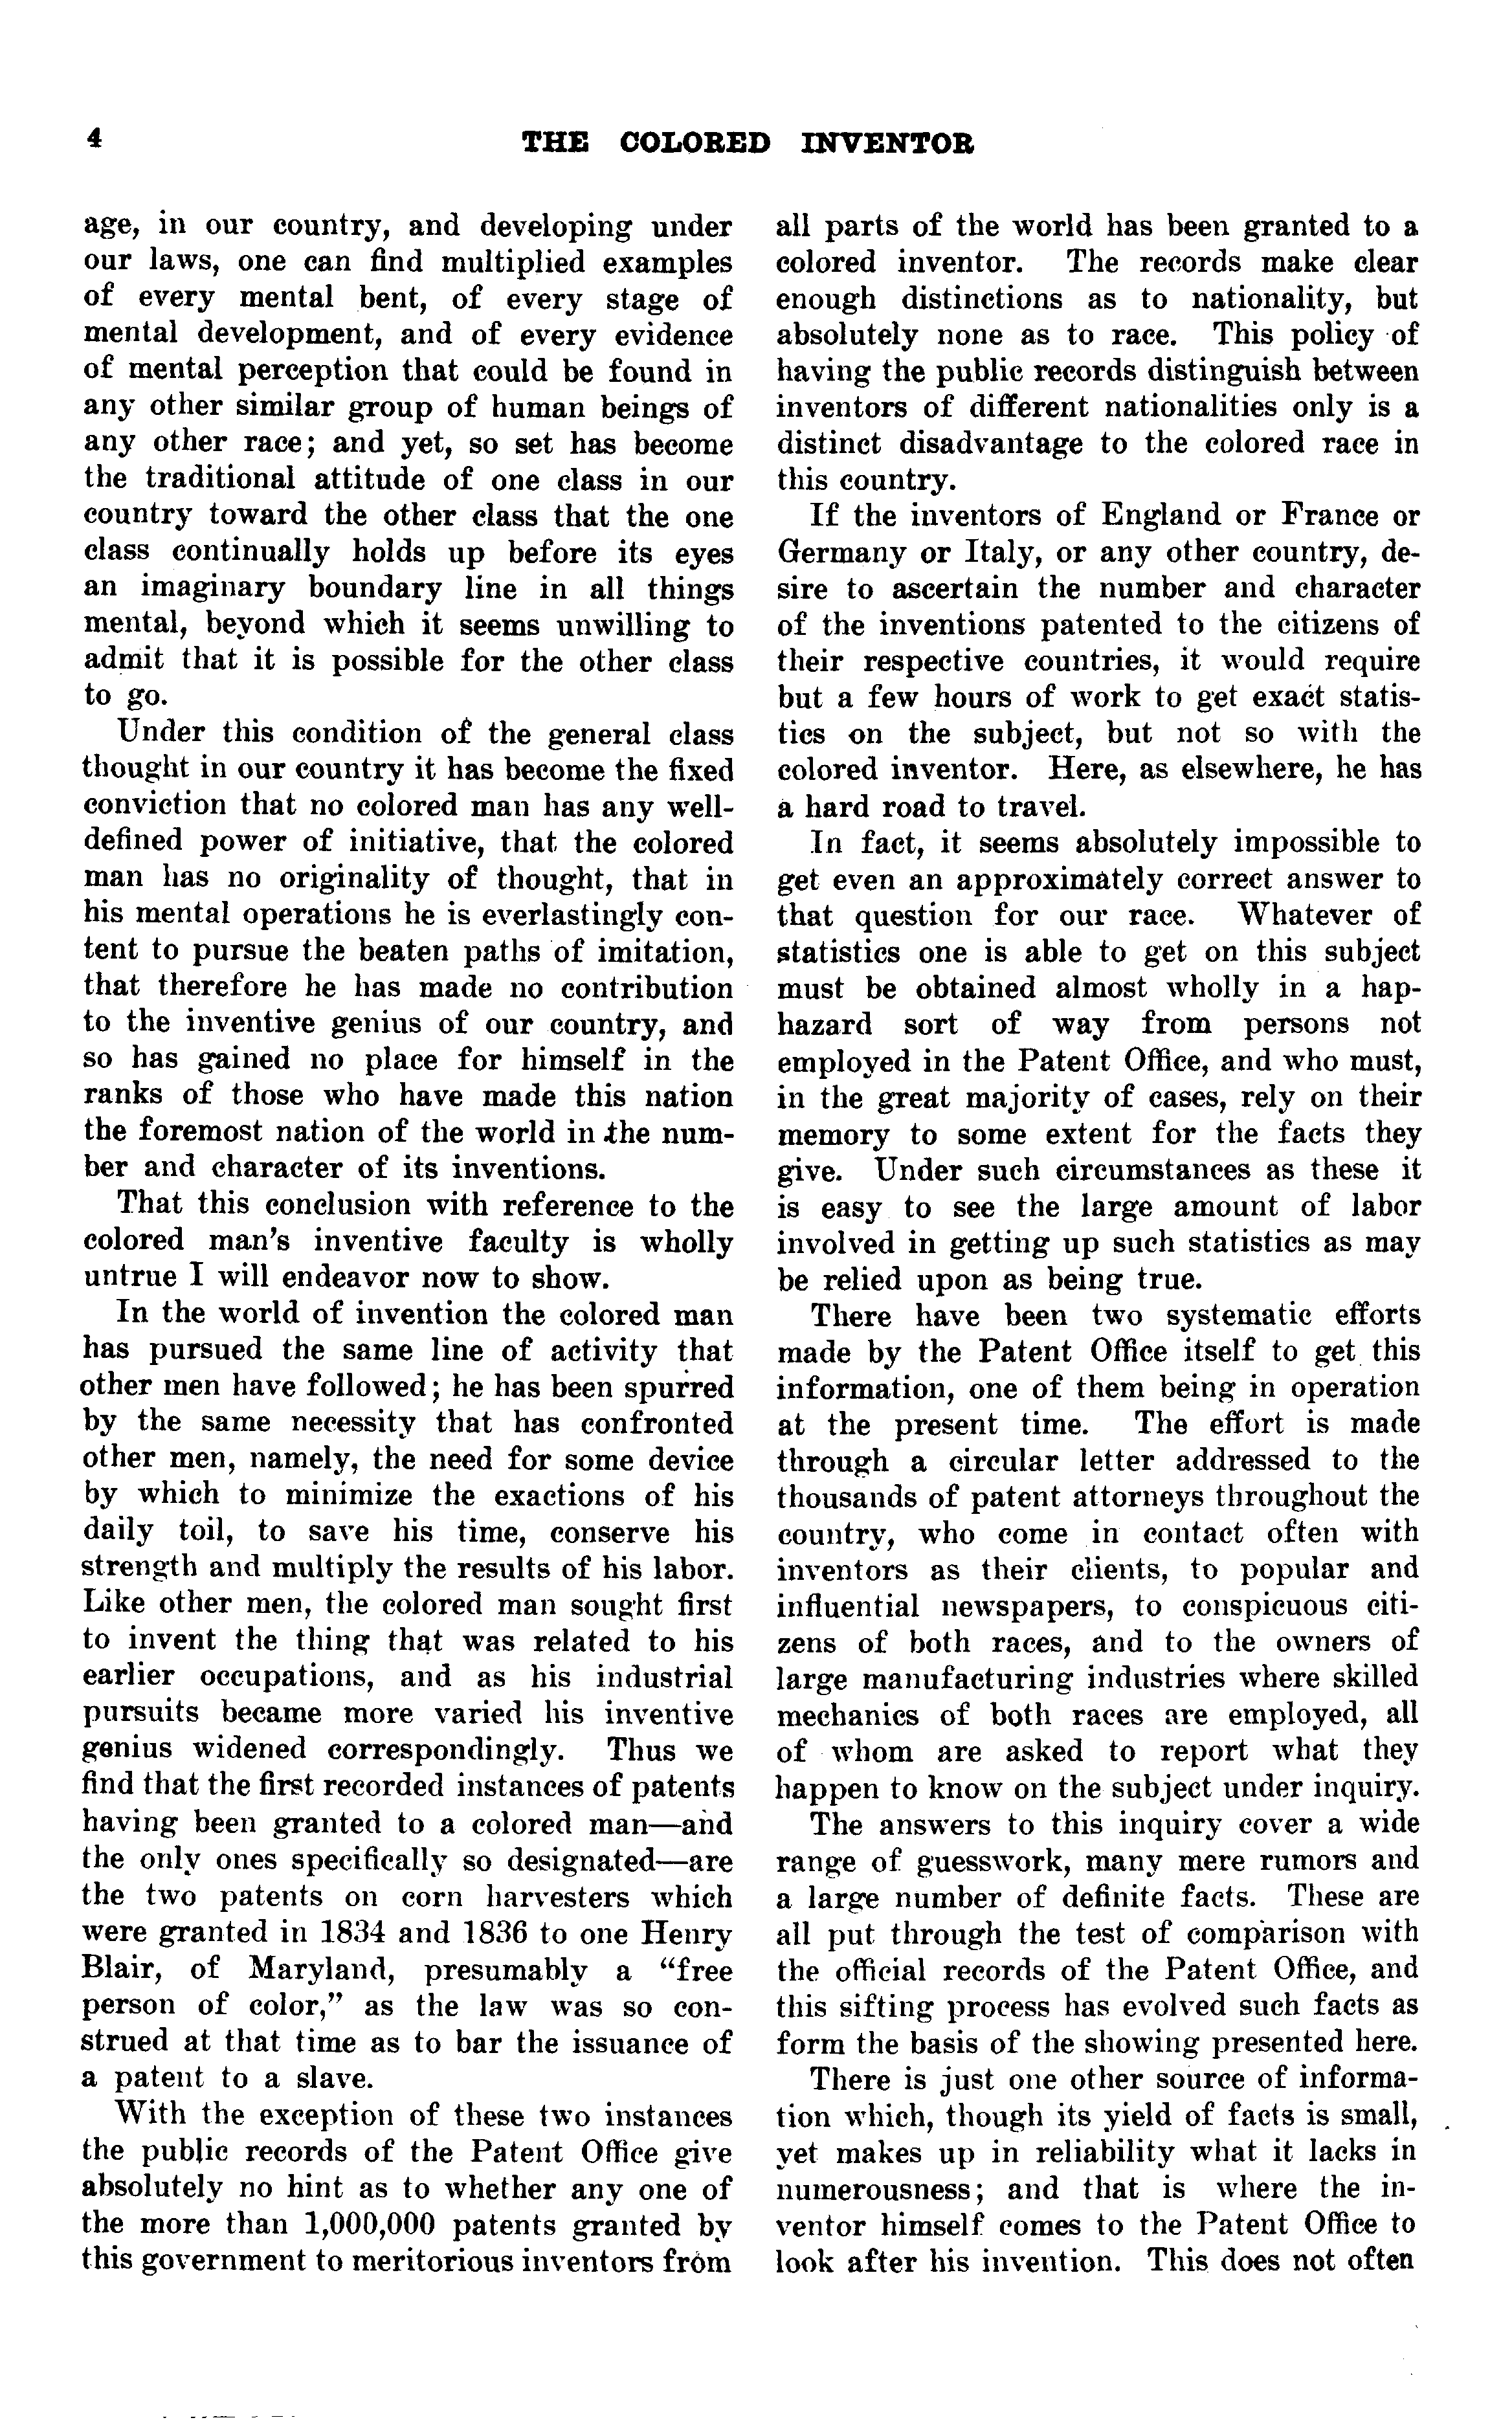 4
THE COLORED INVENTOR
age, in our country, and developing under
our laws, one can find multiplied examples
of every mental bent, of every stage of
mental development, and of every evidence
of mental perception that could be found in
any other similar group of human beings of
any other race; and yet, so set has become
the traditional attitude of one class in our
country toward the other class that the one
class continually holds up before its eyes
an imaginary boundary line in all things
mental, beyond which it seems unwilling to
admit that it is possible for the other class
to go.
Under this condition of the general class
thought in our country it has become the fixed
conviction that no colored man has any well-
defined power of initiative, that the colored
man has no originality of thought, that in
his mental operations he is everlastingly con-
tent to pursue the beaten paths of imitation,
that therefore he has made no contribution
to the inventive genius of our country, and
so has gained no place for himself in the
ranks of those who have made this nation
the foremost nation of the world in the num-
ber and character of its inventions.
That this conclusion with reference to the
colored man's inventive faculty is wholly
untrue I will endeavor now to show.
In the world of invention the colored man
has pursued the same line of activity that
other men have followed; he has been spurred
by the same necessity that has confronted
other men, namely, the need for some device
by which to minimize the exactions of his
daily toil, to save his time, conserve his
strength and multiply the results of his labor.
Like other men, the colored man sought first
to invent the thing that was related to his
earlier occupations, and as his industrial
pursuits became more varied his inventive
genius widened correspondingly. Thus we
find that the first recorded instances of patents
having been granted to a colored man—and
the only ones specifically so designated—are
the two patents on corn harvesters which
were granted in 1834 and 1836 to one Henry
Blair, of Maryland, presumably a "free
person of color," as the law was so con-
strued at that time as to bar the issuance of
a patent to a slave.
With the exception of these two instances
the public records of the Patent Office give
absolutely no hint as to whether any one of
the more than 1,000,000 patents granted by
this government to meritorious inventors from
all parts of the world has been granted to a
colored inventor. The records make clear
enough distinctions as to nationality, but
absolutely none as to race. This policy of
having the public records distinguish between
inventors of different nationalities only is a
distinct disadvantage to the colored race in
this country.
If the inventors of England or France or
Germany or Italy, or any other country, de-
sire to ascertain the number and character
of the inventions patented to the citizens of
their respective countries, it would require
but a few hours of work to get exact statis-
tics on the subject, but not so with the
colored inventor. Here, as elsewhere, he has
a hard road to travel.
In fact, it seems absolutely impossible to
get even an approximately correct answer to
that question for our race. Whatever of
statistics one is able to get on this subject
must be obtained almost wholly in a hap-
hazard sort of way from persons not
employed in the Patent Office, and who must,
in the great majority of cases, rely on their
memory to some extent for the facts they
give. Under such circumstances as these it
is easy to see the large amount of labor
involved in getting up such statistics as may
be relied upon as being true.
There have been two systematic efforts
made by the Patent Office itself to get this
information, one of them being in operation
at the present time. The effort is made
through a circular letter addressed to the
thousands of patent attorneys throughout the
country, who come in contact often with
inventors as their clients, to popular and
influential newspapers, to conspicuous citi-
zens of both races, and to the owners of
large manufacturing industries where skilled
mechanics of both races are employed, all
of whom are asked to report what they
happen to know on the subject under inquiry.
The answers to this inquiry cover a wide
range of guesswork, many mere rumors and
a large number of definite facts. These are
all put through the test of comparison with
the official records of the Patent Office, and
this sifting process has evolved such facts as
form the basis of the showing presented here.
There is just one other source of informa-
tion which, though its yield of facts is small,
yet makes up in reliability what it lacks in
numerousness; and that is where the in-
ventor himself comes to the Patent Office to
look after his invention. This does not often